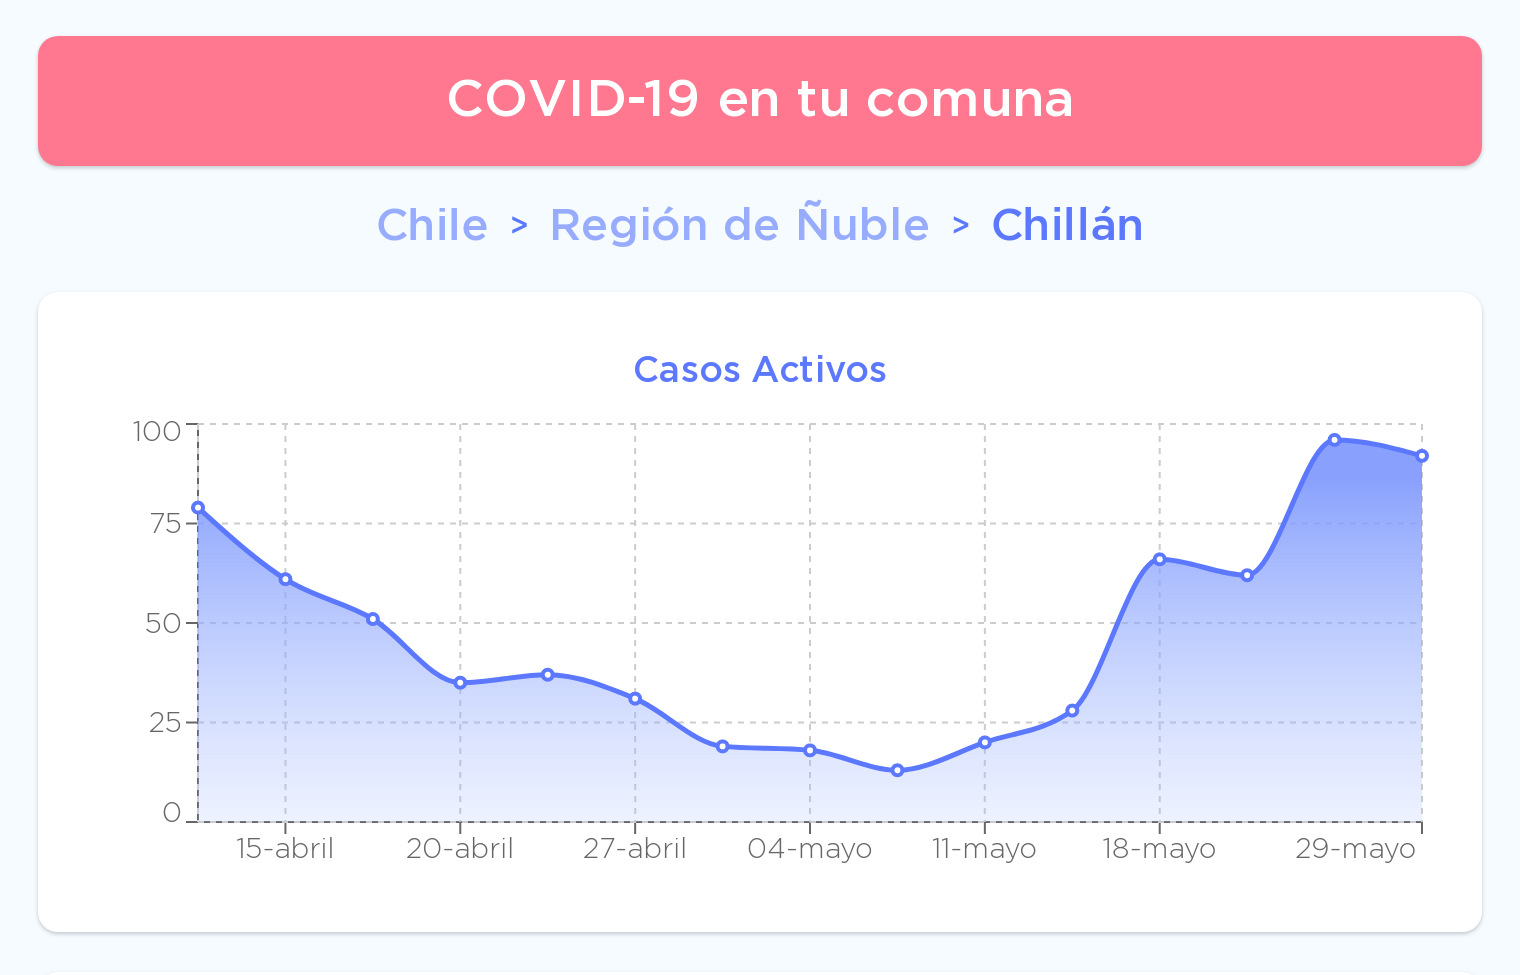 COVID-19 en tu comuna
Chile > Región de Ñuble > Chillán
Casos Activos
100
75
50
25
0
15-abril 20-abril 27-abril 04-mayo 11-mayo 18-mayo 29-mayo